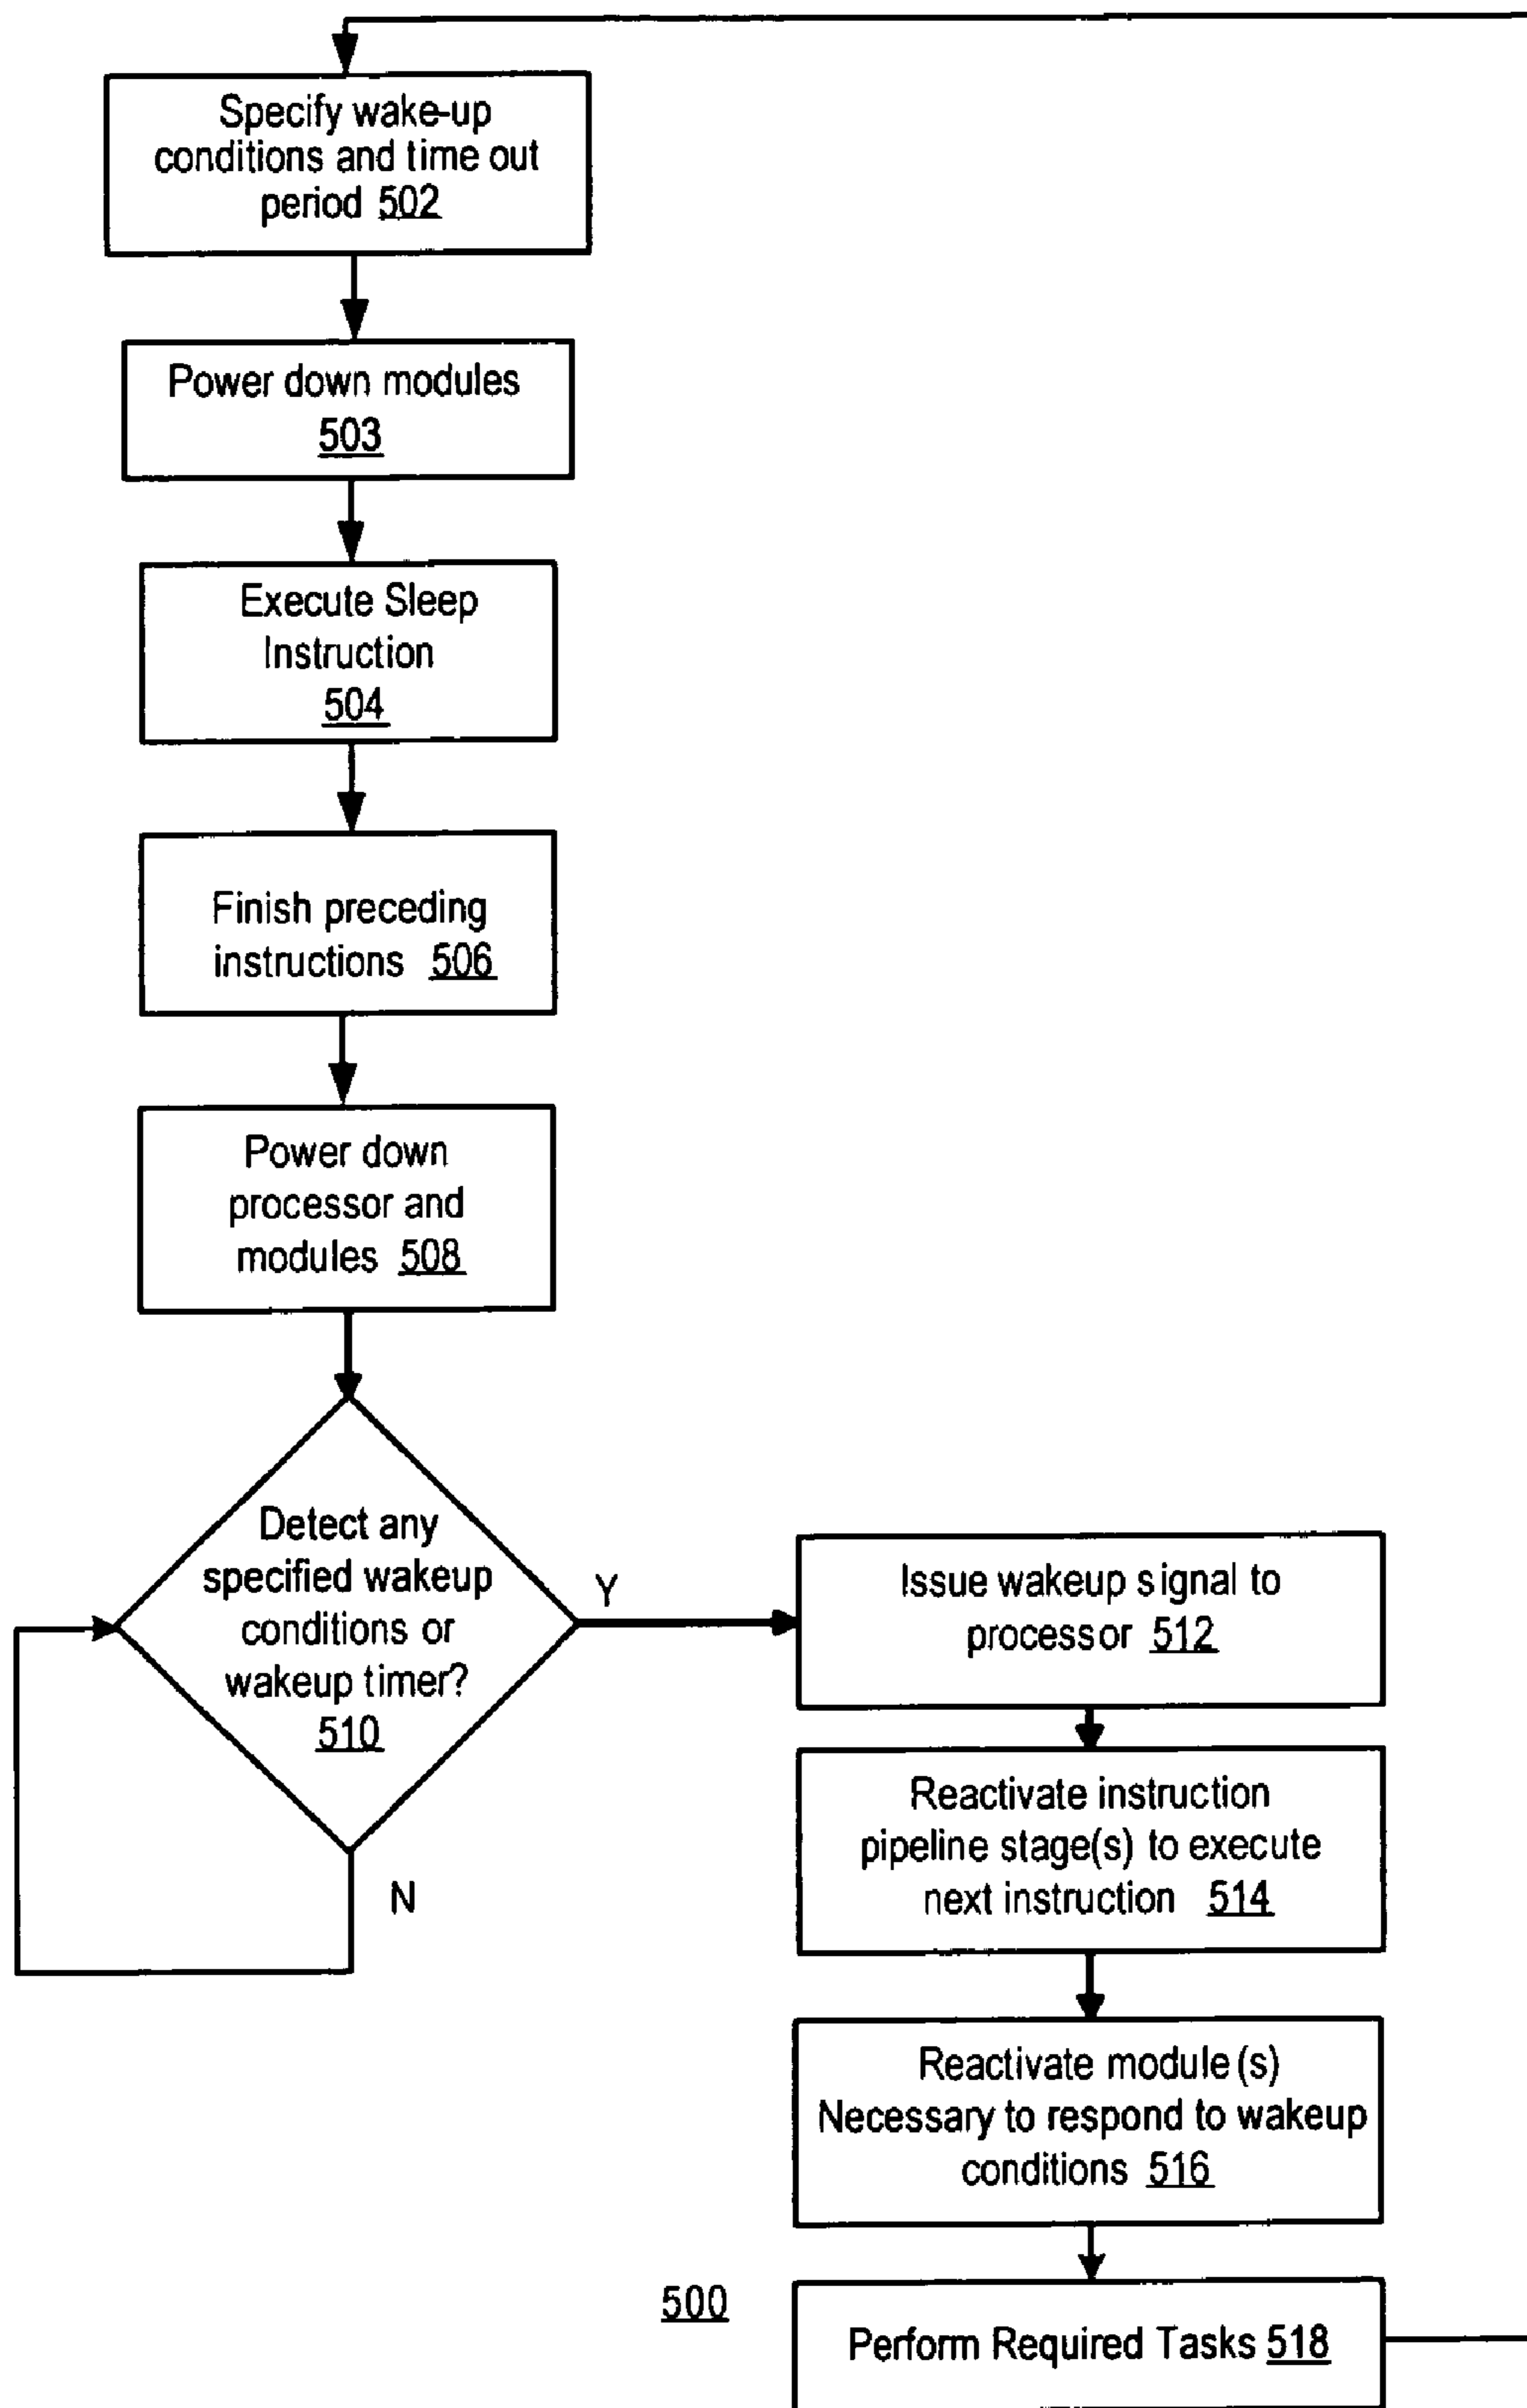 Specify wake-up
conditions and time out
period 502
Power down modules
503
Execute Sleep
Instruction
504
Finish preceding
instructions 506
Power down
processor and
modules 508
Detect any
specified wakeup
conditions or
wakeup timer?
510
Y
N
Issue wakeup signal to
processor 512
Reactivate instruction
pipeline stage(s) to execute
next instruction 514
Reactivate module(s)
Necessary to respond to wakeup
conditions 516
500
Perform Required Tasks 518